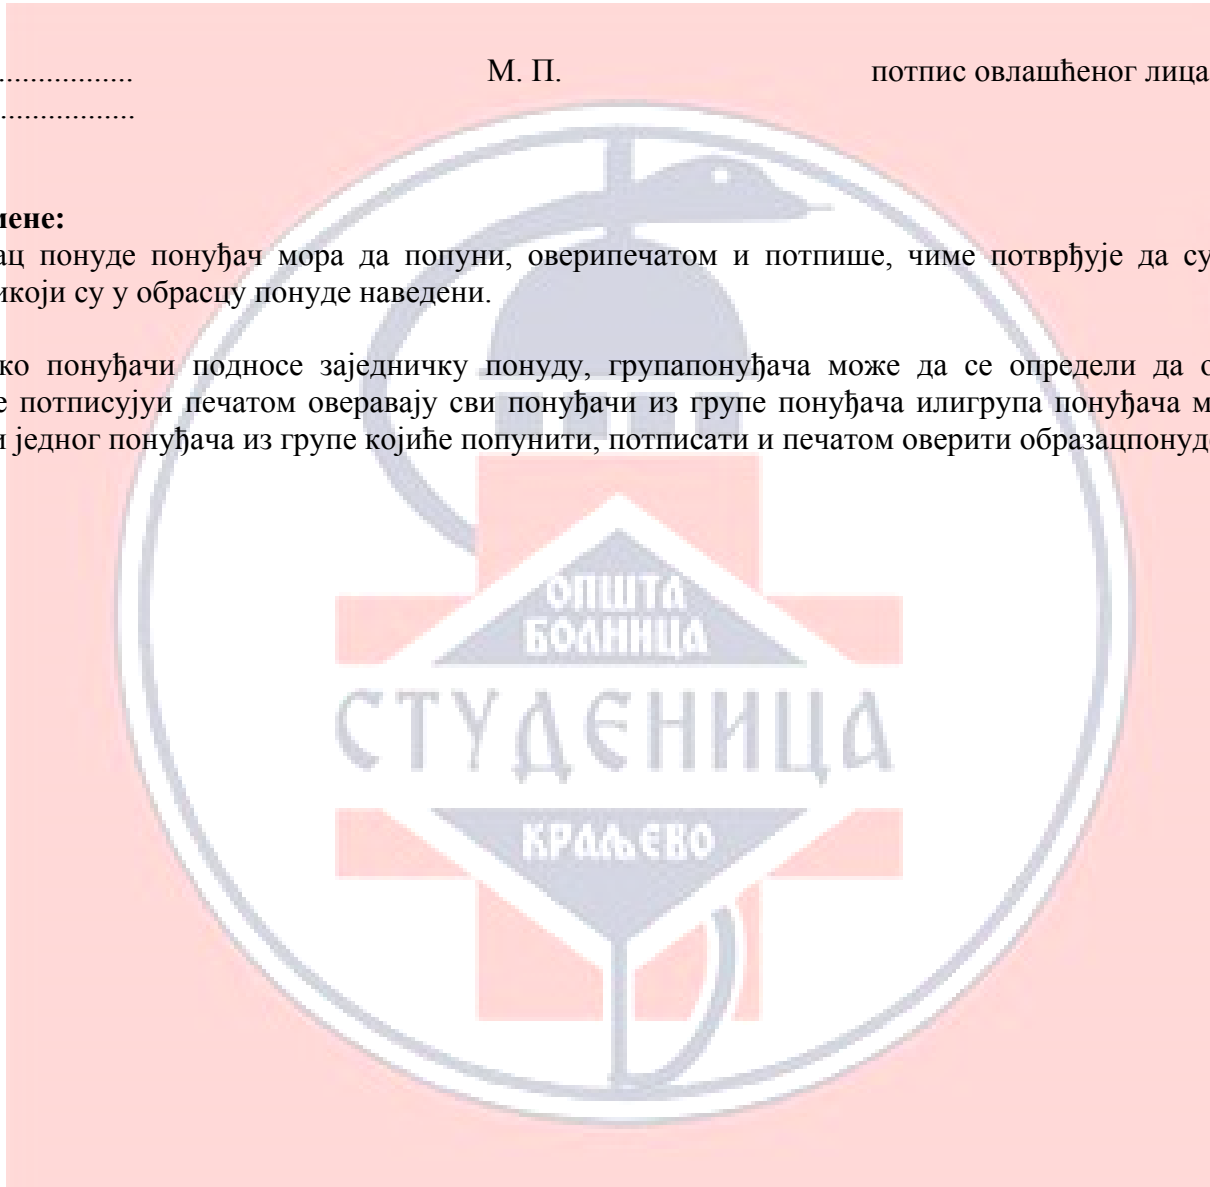 ................. М. П. потпис овлашћеног лица
.................
мене:
ац понуде понуђач мора да попуни, оверипечатом и потпише, чиме потврђује да су
икоји су у обрасцу понуде наведени.
ко понуђачи подносе заједничку понуду, групапонуђача може да се определи да о
е потписујуи печатом оверавају сви понуђачи из групе понуђача илигрупа понуђача м
и једног понуђача из групе којиће попунити, потписати и печатом оверити образацпонуд
ОПШТА
БОЛНИЦА
СТУДЕНИЦА
КРАЉЕВО